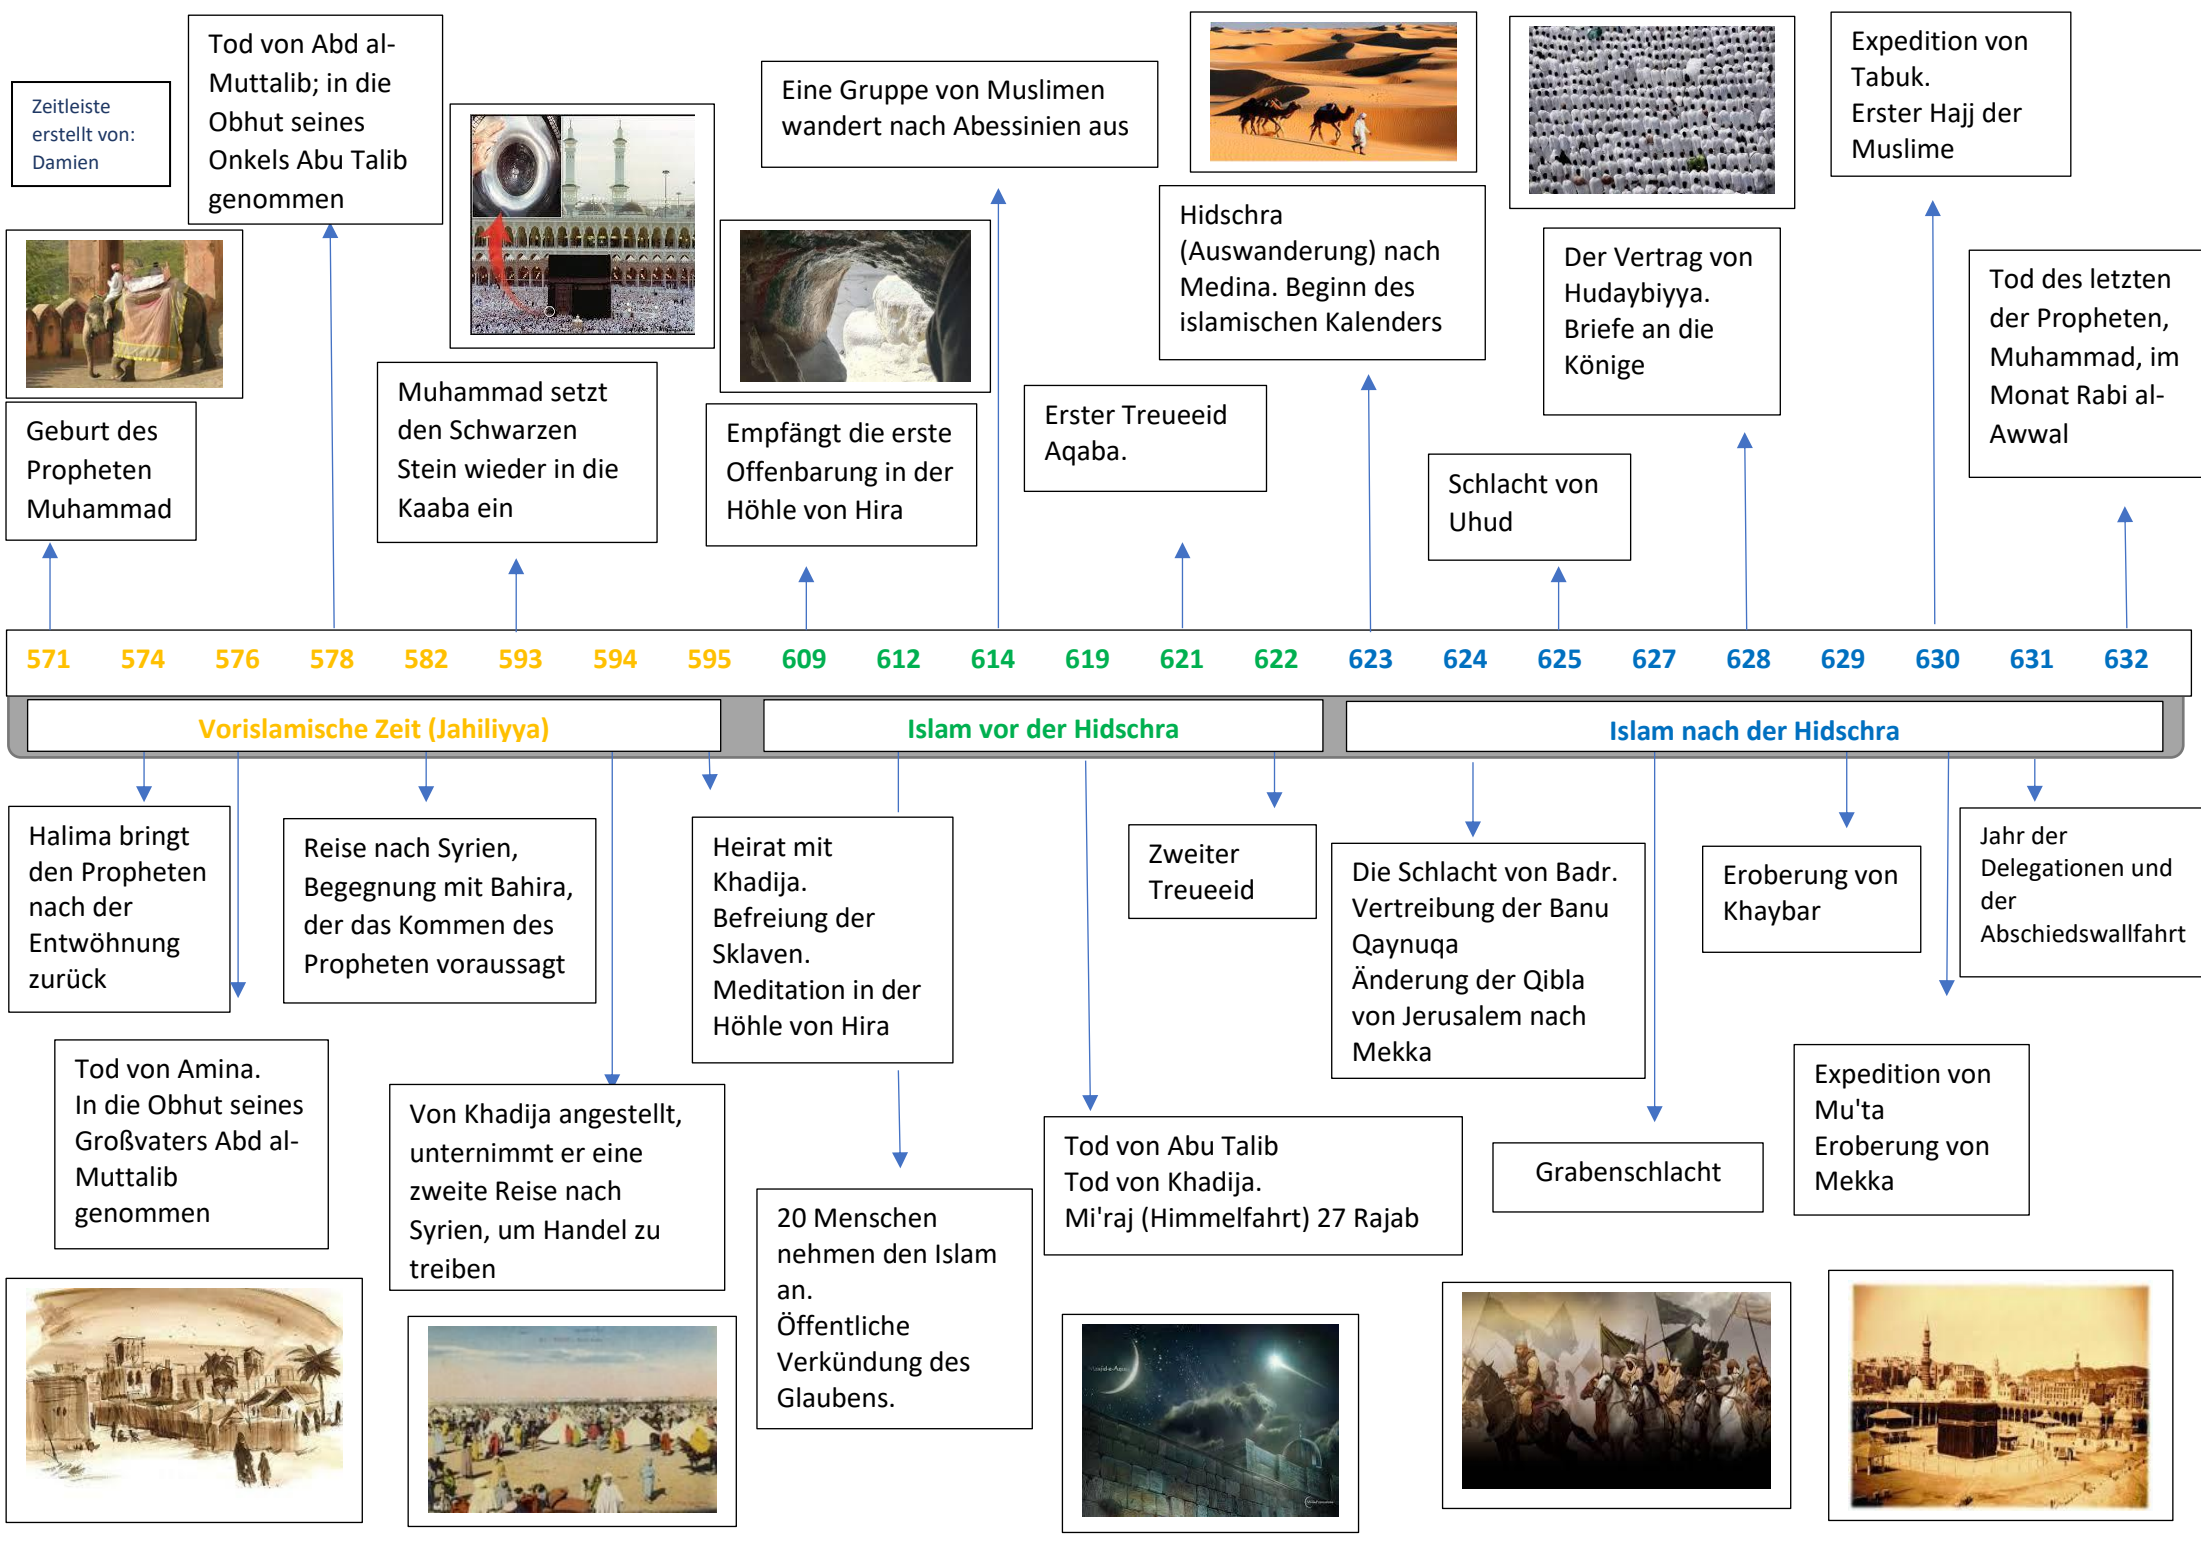 Zeitleiste
erstellt von:
Damien
Tod von Abd al-
Muttalib; in die
Obhut seines
Onkels Abu Talib
genommen
Eine Gruppe von Muslimen
wandert nach Abessinien aus
Expedition von
Tabuk.
Erster Hajj der
Muslime
Hidschra
(Auswanderung) nach
Medina. Beginn des
islamischen Kalenders
Der Vertrag von
Hudaybiyya.
Briefe an die
Könige
Tod des letzten
der Propheten,
Muhammad, im
Monat Rabi al-
Awwal
Geburt des
Propheten
Muhammad
Muhammad setzt
den Schwarzen
Stein wieder in die
Kaaba ein
Empfängt die erste
Offenbarung in der
Höhle von Hira
Erster Treueeid
Aqaba.
Schlacht von
Uhud
571 574 576 578 582 593 594 595 609 612 614 619 621 622 623 624 625 627 628 629 630 631 632
Vorislamische Zeit (Jahiliyya)
Islam vor der Hidschra
Islam nach der Hidschra
Halima bringt
den Propheten
nach der
Entwöhnung
zurück
Reise nach Syrien,
Begegnung mit Bahira,
der das Kommen des
Propheten voraussagt
Heirat mit
Khadija.
Befreiung der
Sklaven.
Meditation in der
Höhle von Hira
Zweiter
Treueeid
Die Schlacht von Badr.
Vertreibung der Banu
Qaynuqa
Änderung der Qibla
von Jerusalem nach
Mekka
Eroberung von
Khaybar
Jahr der
Delegationen und
der
Abschiedswallfahrt
Tod von Amina.
In die Obhut seines
Großvaters Abd al-
Muttalib
genommen
Von Khadija angestellt,
unternimmt er eine
zweite Reise nach
Syrien, um Handel zu
treiben
20 Menschen
nehmen den Islam
an.
Öffentliche
Verkündung des
Glaubens.
Tod von Abu Talib
Tod von Khadija.
Mi'raj (Himmelfahrt) 27 Rajab
Grabenschlacht
Expedition von
Mu'ta
Eroberung von
Mekka